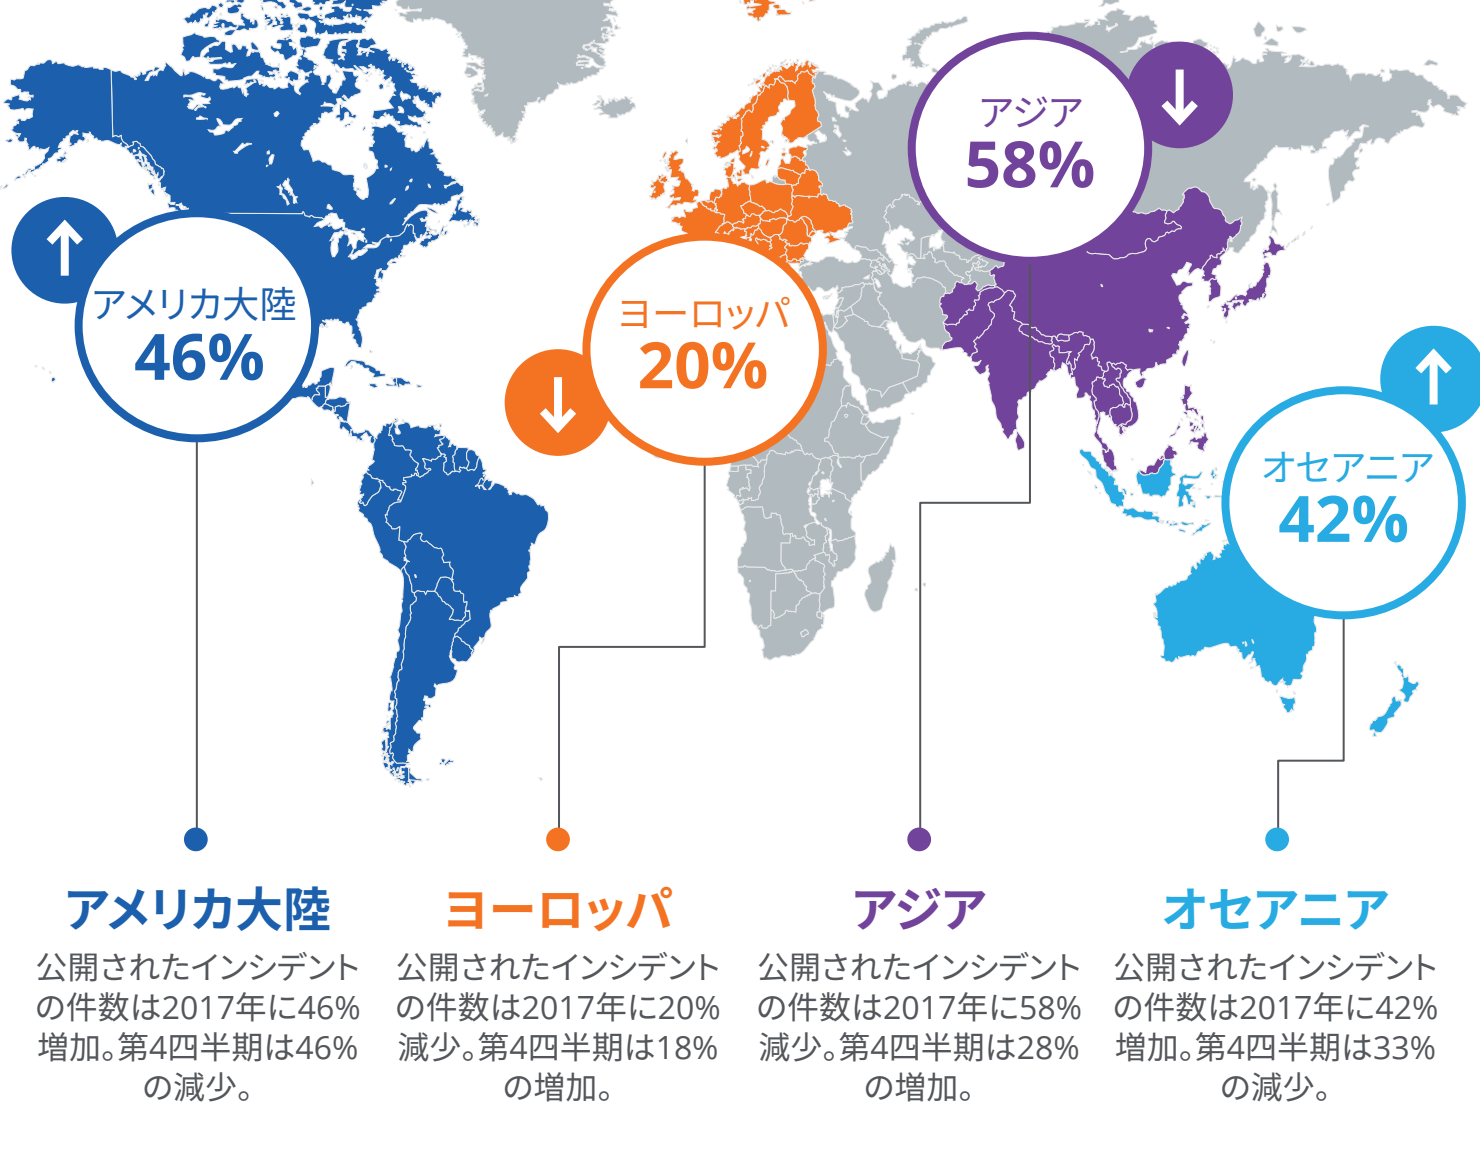 アジア
58%
アメリカ大陸
46%
ヨーロッパ
20%
オセアニア
42%
アメリカ大陸
公開されたインシデント
の件数は2017年に46%
増加。第4四半期は46%
の減少。
ヨーロッパ
公開されたインシデント
の件数は2017年に20%
減少。第4四半期は18%
の増加。
アジア
公開されたインシデント
の件数は2017年に58%
減少。第4四半期は28%
の増加。
オセアニア
公開されたインシデント
の件数は2017年に42%
増加。第4四半期は33%
の減少。